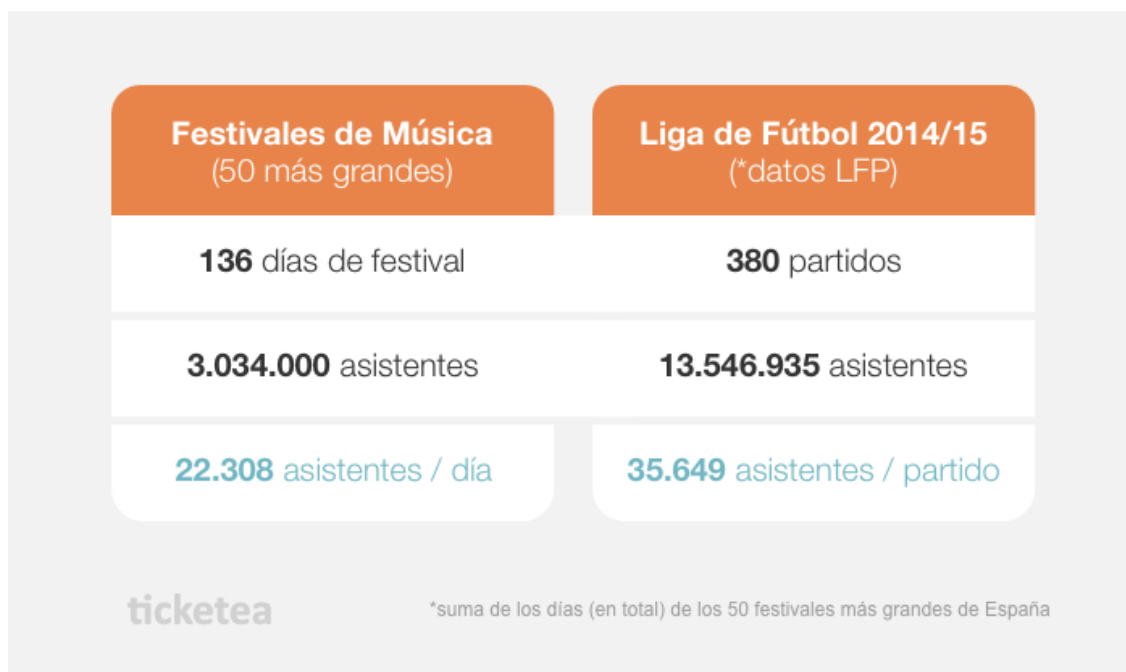 Festivales de Música
(50 más grandes)
Liga de Fútbol 2014/15
(*datos LFP)
136 días de festival
380 partidos
3.034.000 asistentes
13.546.935 asistentes
22.308 asistentes / día
35.649 asistentes / partido
ticketea
*suma de los días (en total) de los 50 festivales más grandes de España